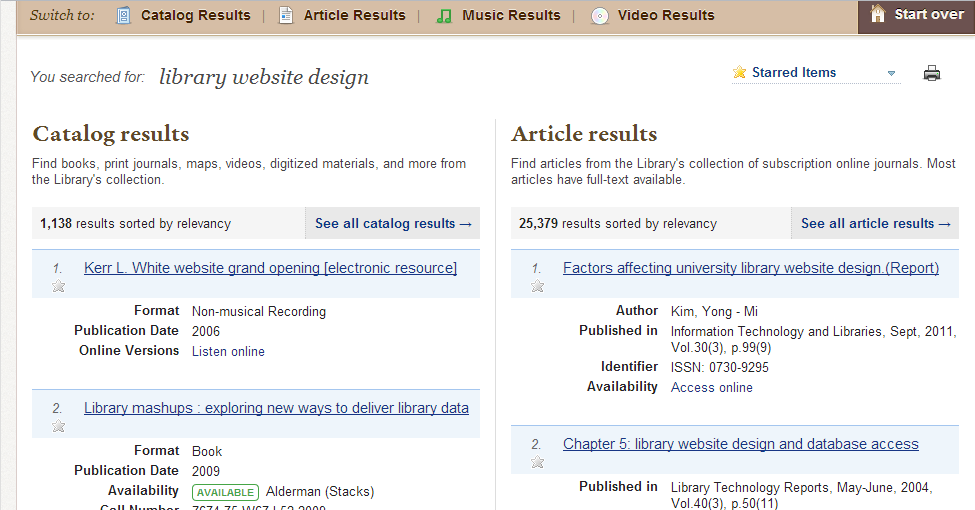 Switch to: Catalog Results | Article Results | Music Results | Video Results Start over
You searched for: library website design
Starred Items
Catalog results
Find books, print journals, maps, videos, digitized materials, and more from
the Library's collection.
1,138 results sorted by relevancy
See all catalog results →
1. Kerr L. White website grand opening [electronic resource]
Format Non-musical Recording
Publication Date 2006
Online Versions Listen online
2. Library mashups : exploring new ways to deliver library data
Format Book
Publication Date 2009
Availability AVAILABLE Alderman (Stacks)
Call Number Z674.75.W67 L52 2009
Article results
Find articles from the Library's collection of subscription online journals. Most
articles have full-text available.
25,379 results sorted by relevancy
See all article results →
1. Factors affecting university library website design.(Report)
Author Kim, Yong - Mi
Published in Information Technology and Libraries, Sept, 2011,
Vol.30(3), p.99(9)
Identifier ISSN: 0730-9295
Availability Access online
2. Chapter 5: library website design and database access
Published in Library Technology Reports, May-June, 2004,
Vol.40(3), p.50(11)